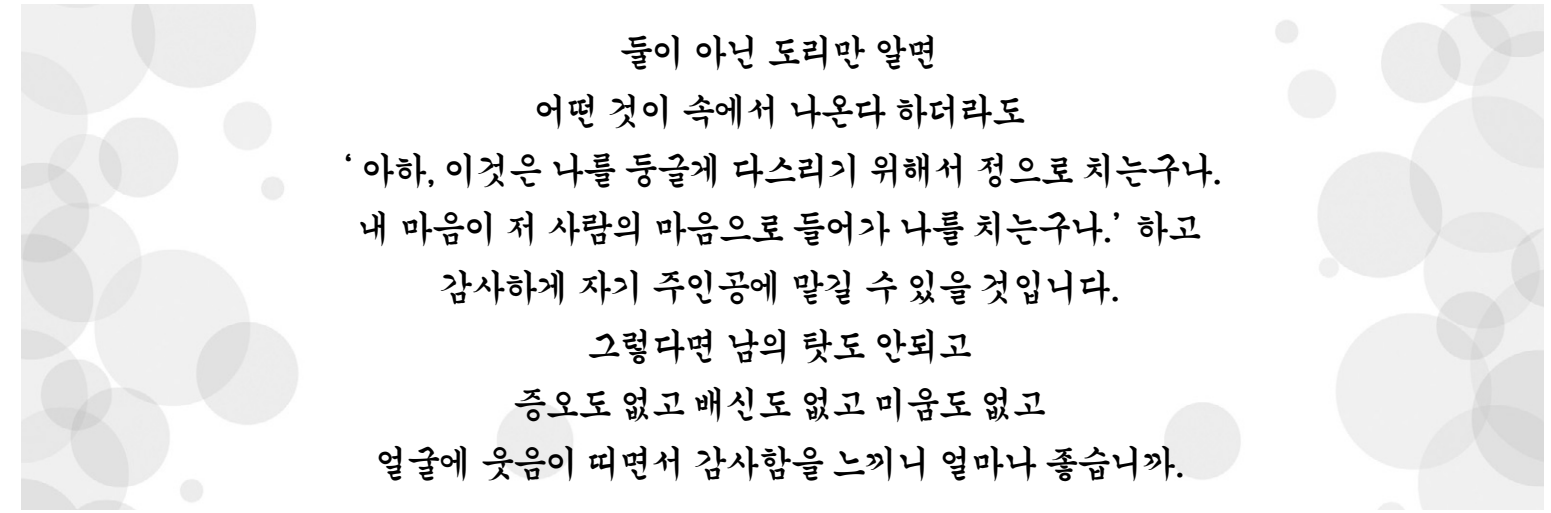 둘이 아닌 도리만 알면
어떤 것이 속에서 나온다 하더라도
‘ 아하, 이것은 나를 둥글게 다스리기 위해서 정으로 치는구나.
내 마음이 저 사람의 마음으로 들어가 나를 치는구나.’ 하고
감사하게 자기 주인공에 맡길 수 있을 것입니다.
그렇다면 남의 탓도 안되고
증오도 없고 배신도 없고 미움도 없고
얼굴에 웃음이 띠면서 감사함을 느끼니 얼마나 좋습니까.